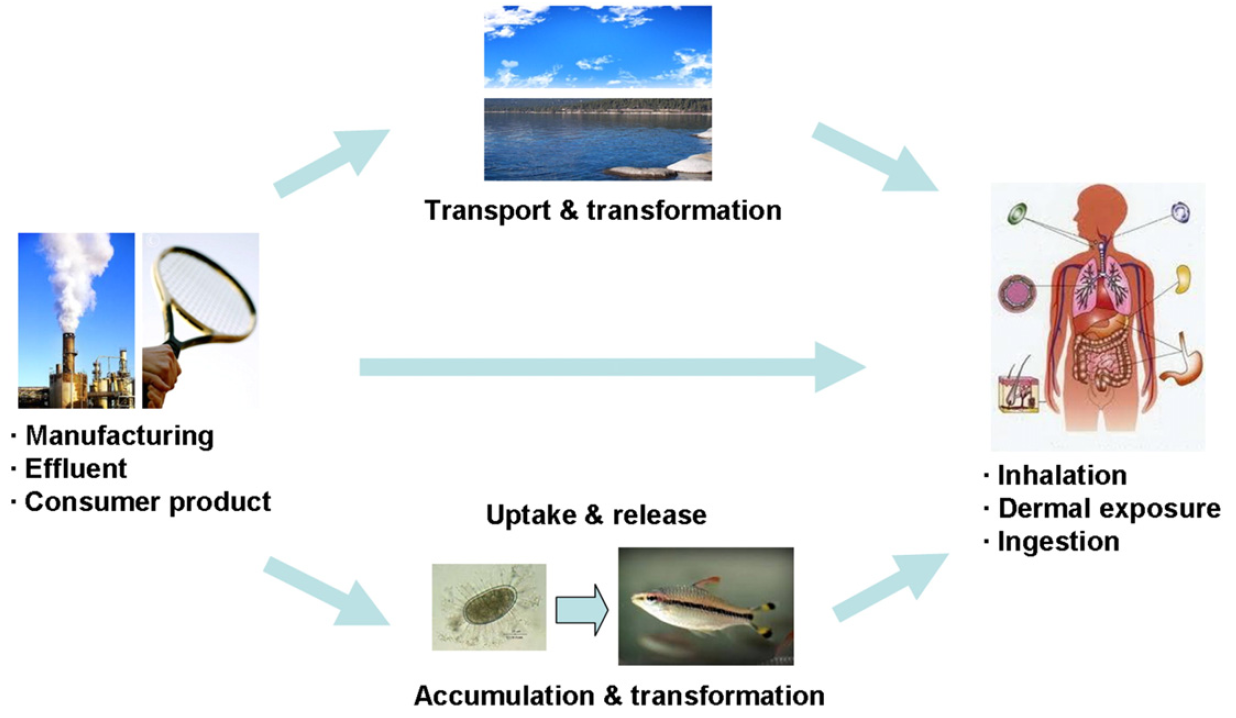 Transport & transformation
· Manufacturing
· Effluent
· Consumer product
· Inhalation
· Dermal exposure
· Ingestion
Uptake & release
Accumulation & transformation